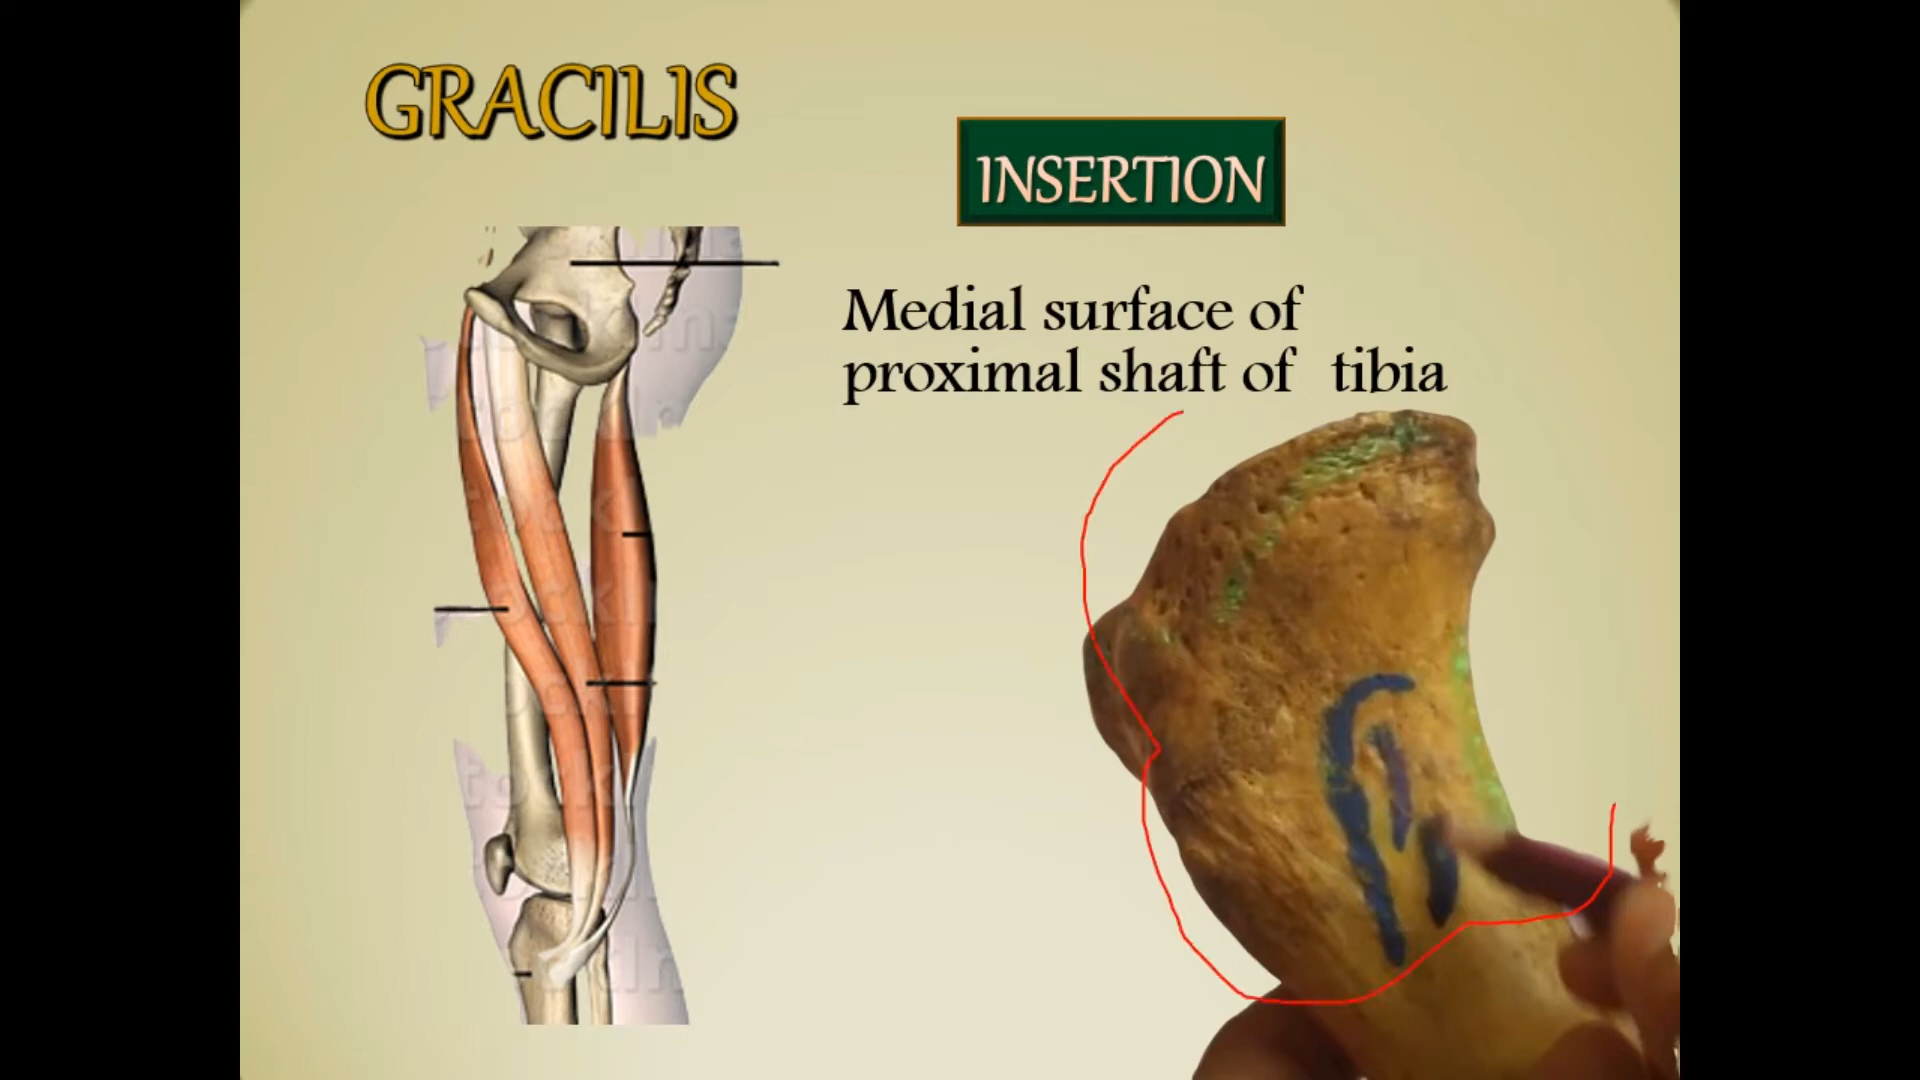 GRACILIS
INSERTION
Medial surface of
proximal shaft of tibia